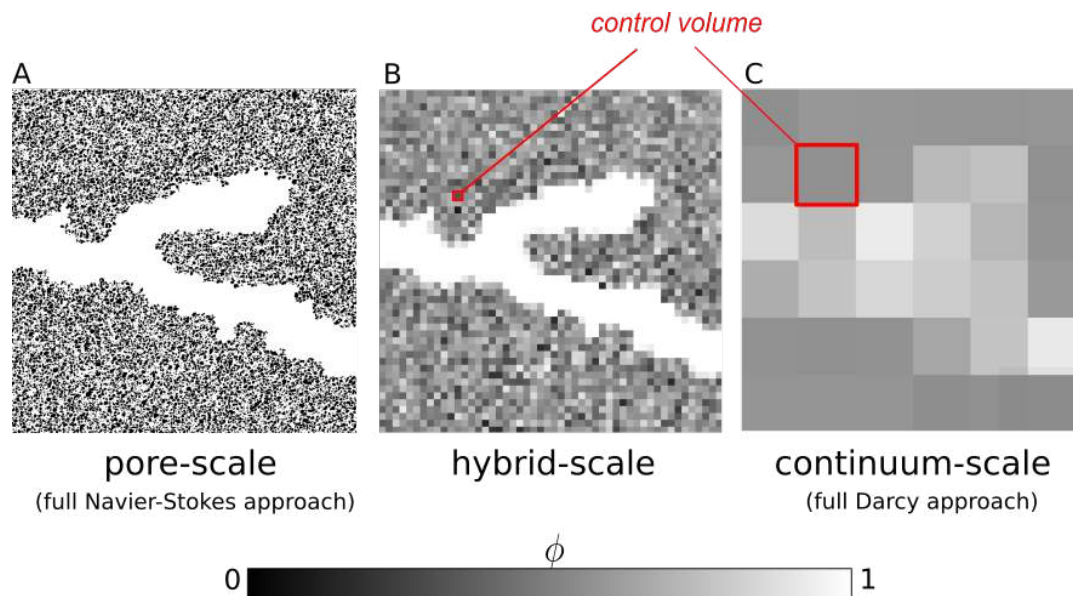 control volume
A
B
C
pore-scale
(full Navier-Stokes approach)
hybrid-scale
continuum-scale
(full Darcy approach)
ϕ
0
1